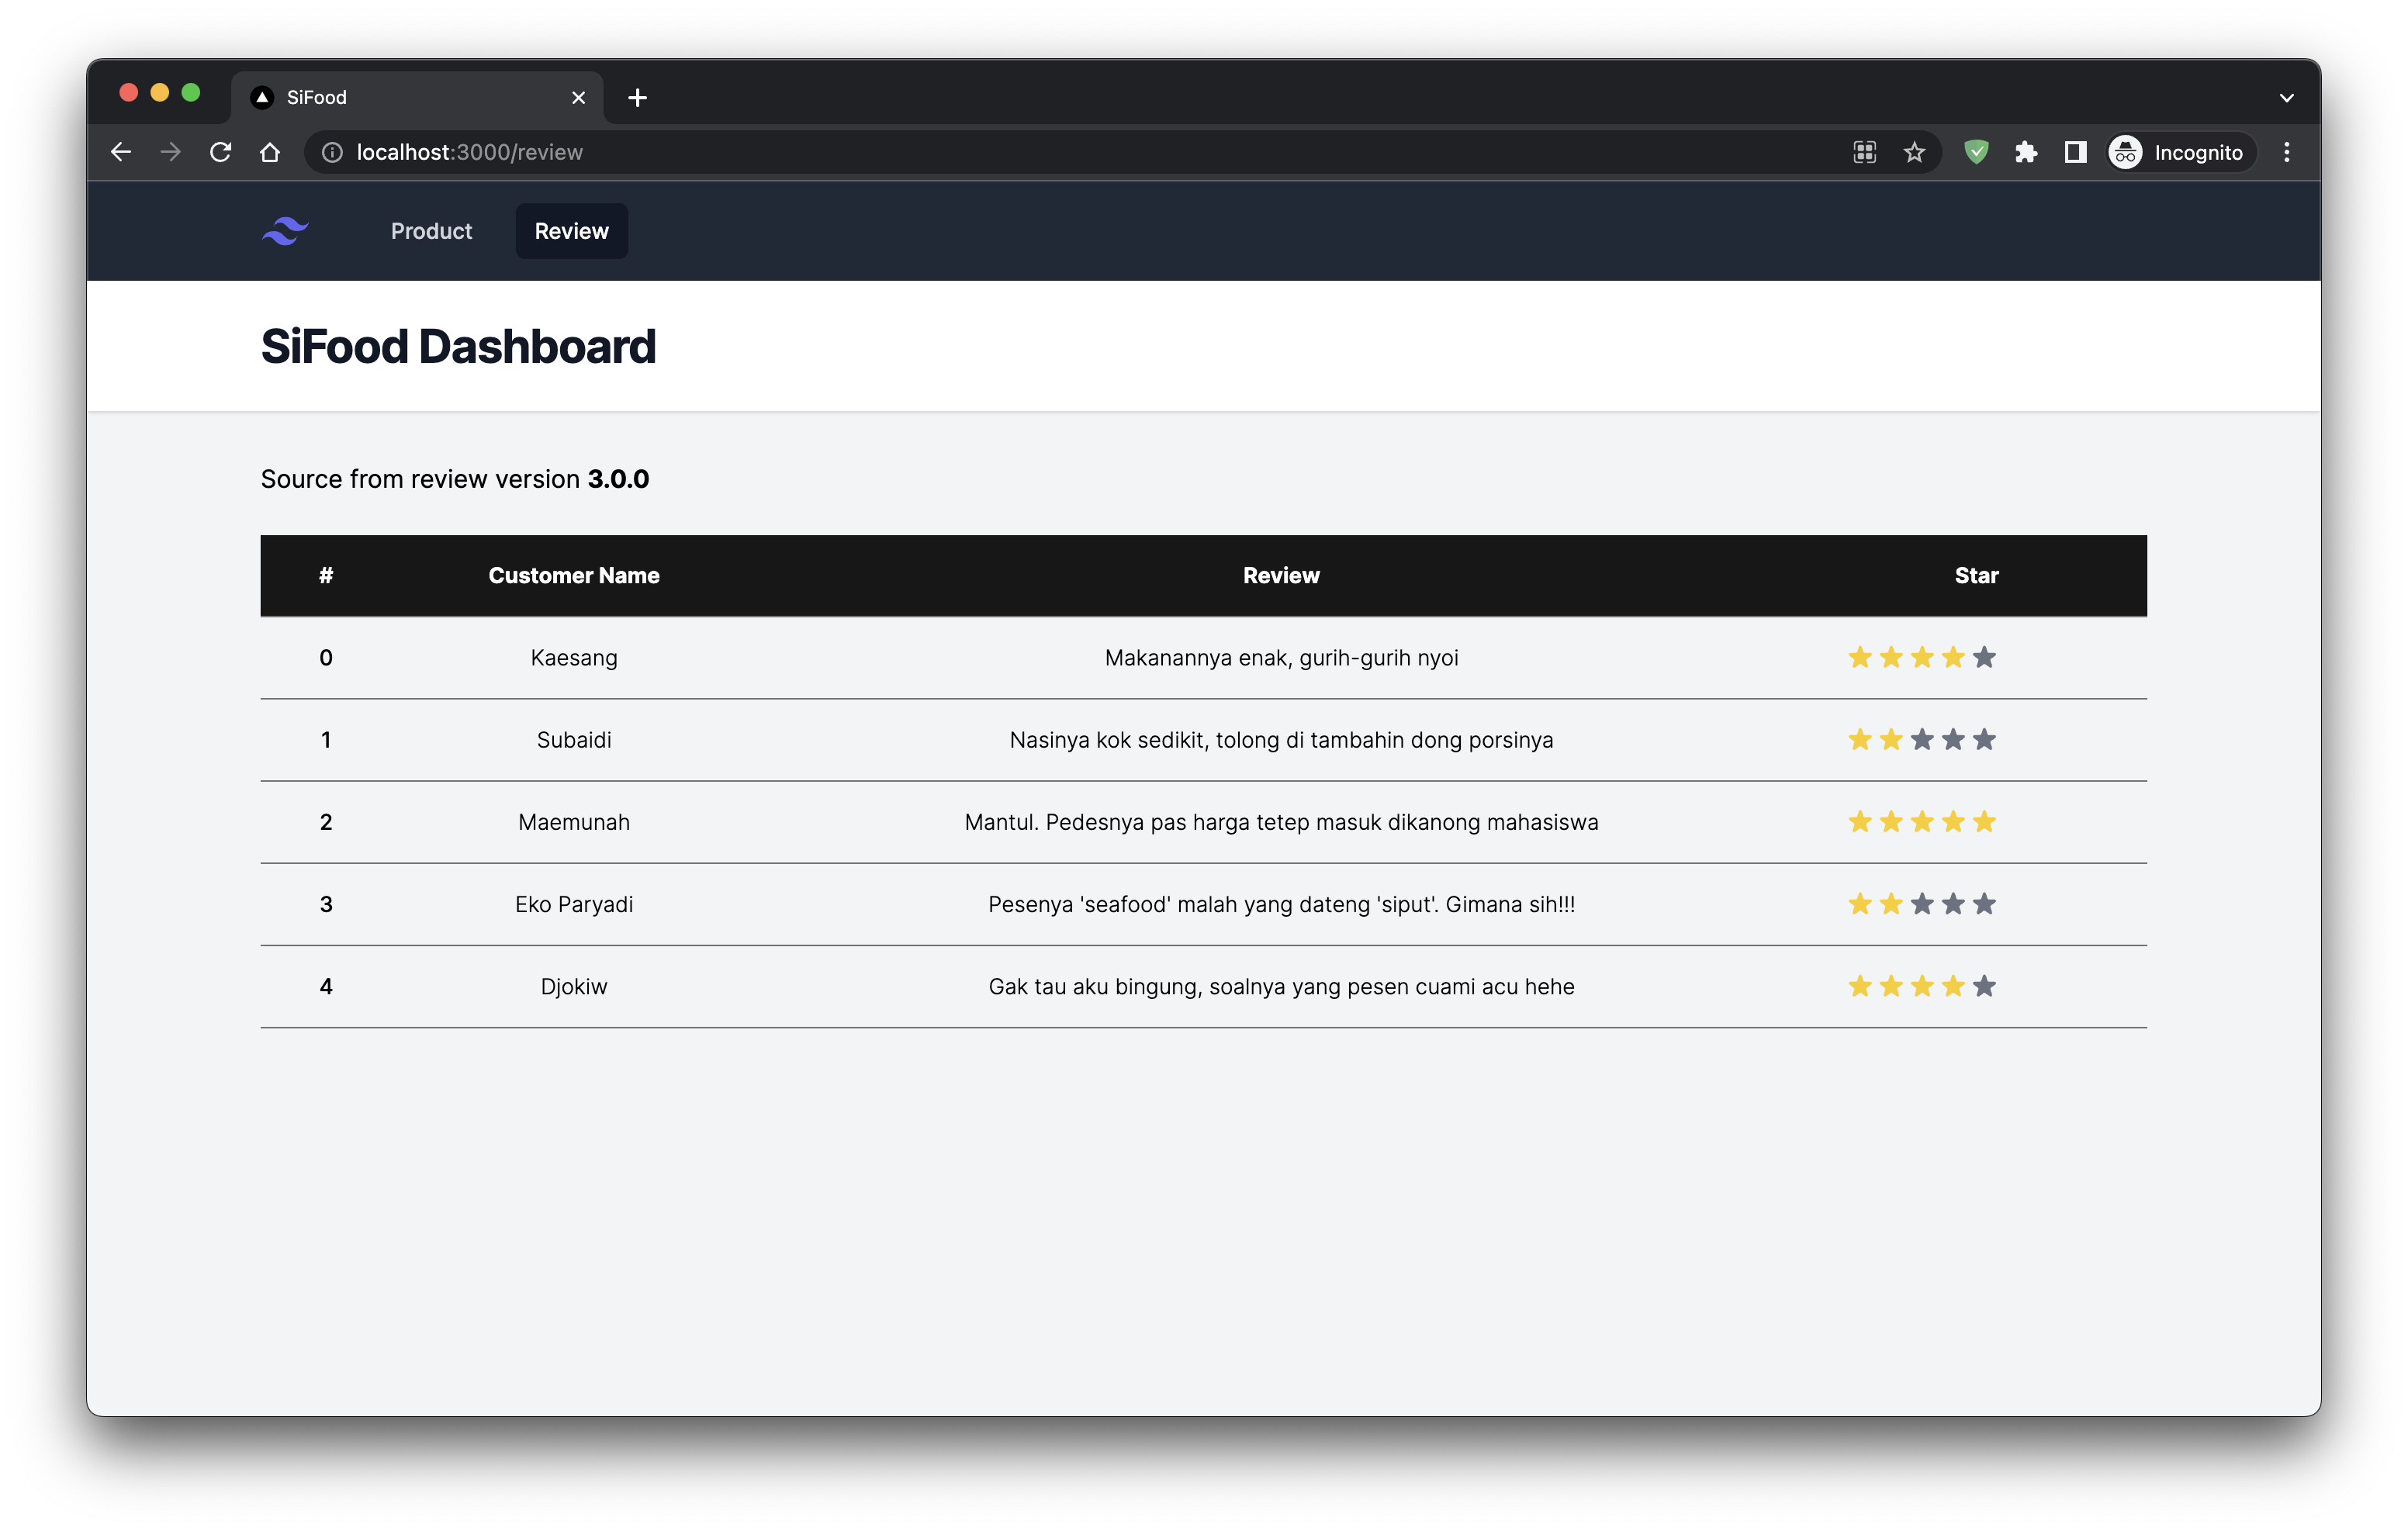 SiFood
localhost:3000/review
Incognito
Product Review
SiFood Dashboard
Source from review version 3.0.0
# Customer Name Review Star
0 Kaesang Makanannya enak, gurih-gurih nyoi
1 Subaidi Nasinya kok sedikit, tolong di tambahin dong porsinya
2 Maemunah Mantul. Pedesnya pas harga tetep masuk dikanong mahasiswa
3 Eko Paryadi Pesenya 'seafood' malah yang dateng 'siput'. Gimana sih!!!
4 Djokiw Gak tau aku bingung, soalnya yang pesen cuami acu hehe